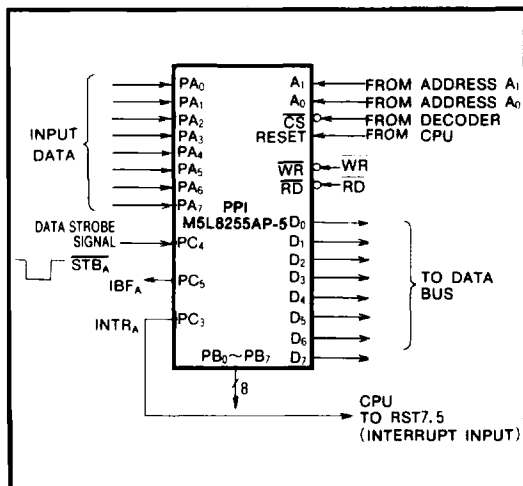 INPUT DATA
DATA STROBE SIGNAL
STB_A
IBF_A
INTR_A
PA0
PA1
PA2
PA3
PA4
PA5
PA6
PA7
PC4
PC5
PC3
PPI
M5L8255AP-5
PB0~PB7
8
A1
A0
CS
RESET
WR
RD
D0
D1
D2
D3
D4
D5
D6
D7
FROM ADDRESS A1
FROM ADDRESS A0
FROM DECODER
FROM CPU
WR
RD
TO DATA BUS
CPU
TO RST7.5
(INTERRUPT INPUT)